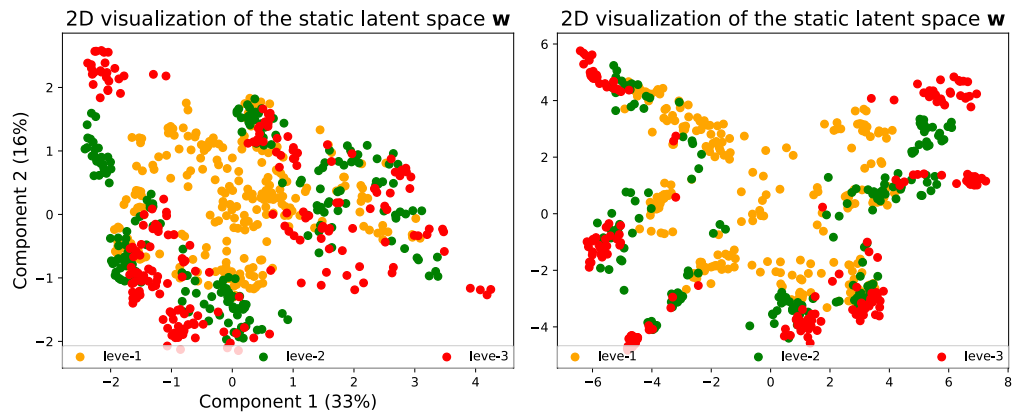 2D visualization of the static latent space w
2D visualization of the static latent space w
Component 2 (16%)
2
1
0
−1
−2
6
4
2
0
−2
−4
leve-1
leve-2
leve-3
leve-1
leve-2
leve-3
−2
−1
0
1
2
3
4
−6
−4
−2
0
2
4
6
8
Component 1 (33%)